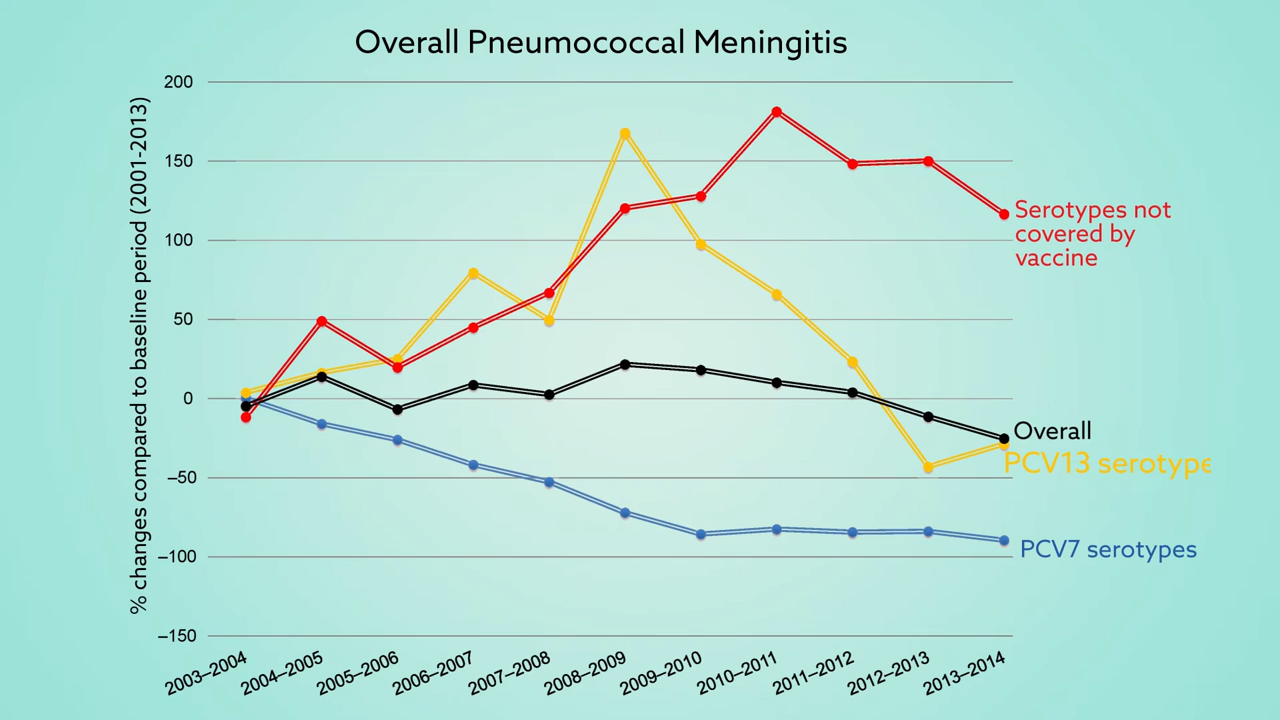 Overall Pneumococcal Meningitis
% changes compared to baseline period (2001-2013)
200
150
100
50
0
–50
–100
–150
Serotypes not
covered by
vaccine
Overall
PCV13 serotype
PCV7 serotypes
2003–2004
2004–2005
2005–2006
2006–2007
2007–2008
2008–2009
2009–2010
2010–2011
2011–2012
2012–2013
2013–2014